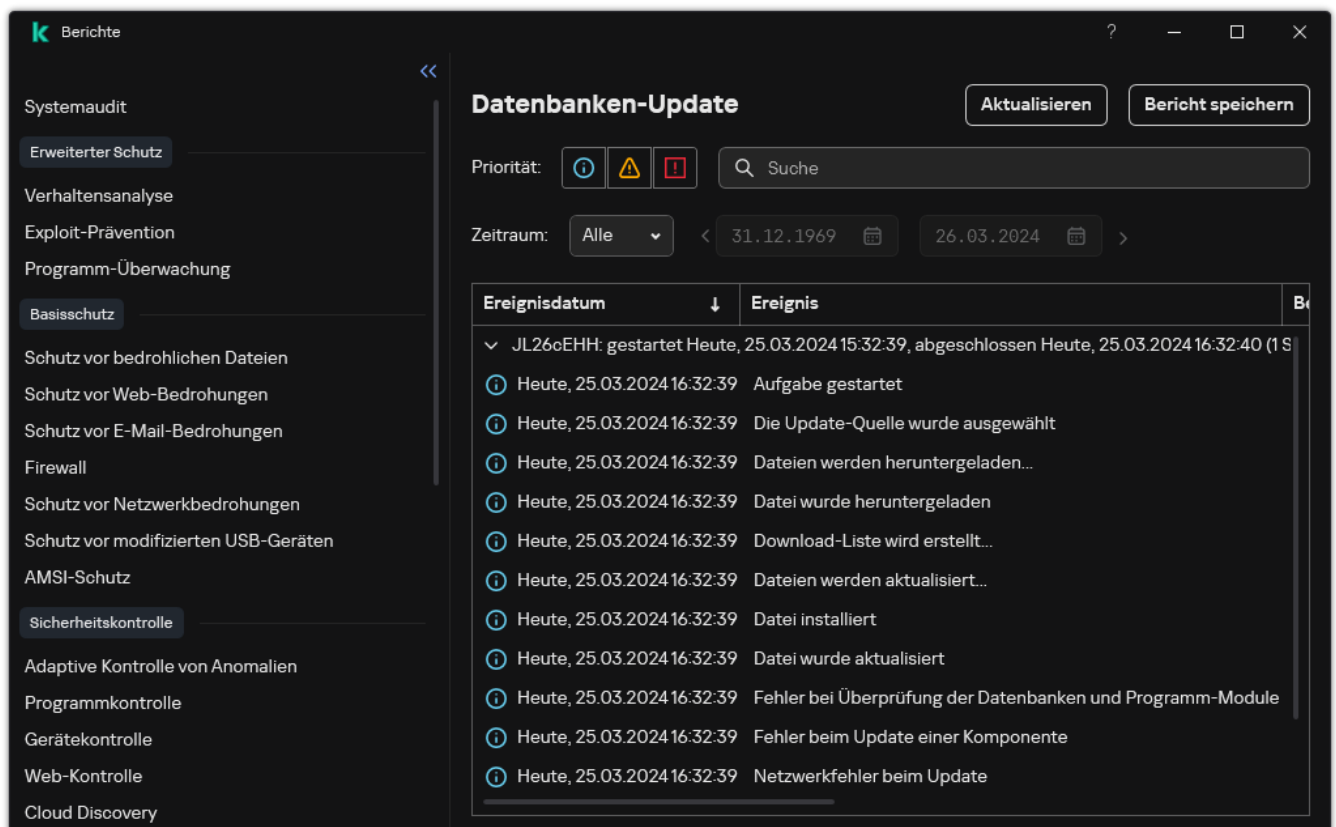 Berichte
Systemaudit
Erweiterter Schutz
Verhaltensanalyse
Exploit-Prävention
Programm-Überwachung
Basisschutz
Schutz vor bedrohlichen Dateien
Schutz vor Web-Bedrohungen
Schutz vor E-Mail-Bedrohungen
Firewall
Schutz vor Netzwerkbedrohungen
Schutz vor modifizierten USB-Geräten
AMSI-Schutz
Sicherheitskontrolle
Adaptive Kontrolle von Anomalien
Programmkontrolle
Gerätekontrolle
Web-Kontrolle
Cloud Discovery
Datenbanken-Update
Aktualisieren
Bericht speichern
Priorität:
Suche
Zeitraum: Alle 31.12.1969 26.03.2024
Ereignisdatum Ereignis
JL26cEHH: gestartet Heute, 25.03.2024 15:32:39, abgeschlossen Heute, 25.03.2024 16:32:40 (1 S
Heute, 25.03.2024 16:32:39 Aufgabe gestartet
Heute, 25.03.2024 16:32:39 Die Update-Quelle wurde ausgewählt
Heute, 25.03.2024 16:32:39 Dateien werden heruntergeladen...
Heute, 25.03.2024 16:32:39 Datei wurde heruntergeladen
Heute, 25.03.2024 16:32:39 Download-Liste wird erstellt...
Heute, 25.03.2024 16:32:39 Dateien werden aktualisiert...
Heute, 25.03.2024 16:32:39 Datei installiert
Heute, 25.03.2024 16:32:39 Datei wurde aktualisiert
Heute, 25.03.2024 16:32:39 Fehler bei Überprüfung der Datenbanken und Programm-Module
Heute, 25.03.2024 16:32:39 Fehler beim Update einer Komponente
Heute, 25.03.2024 16:32:39 Netzwerkfehler beim Update